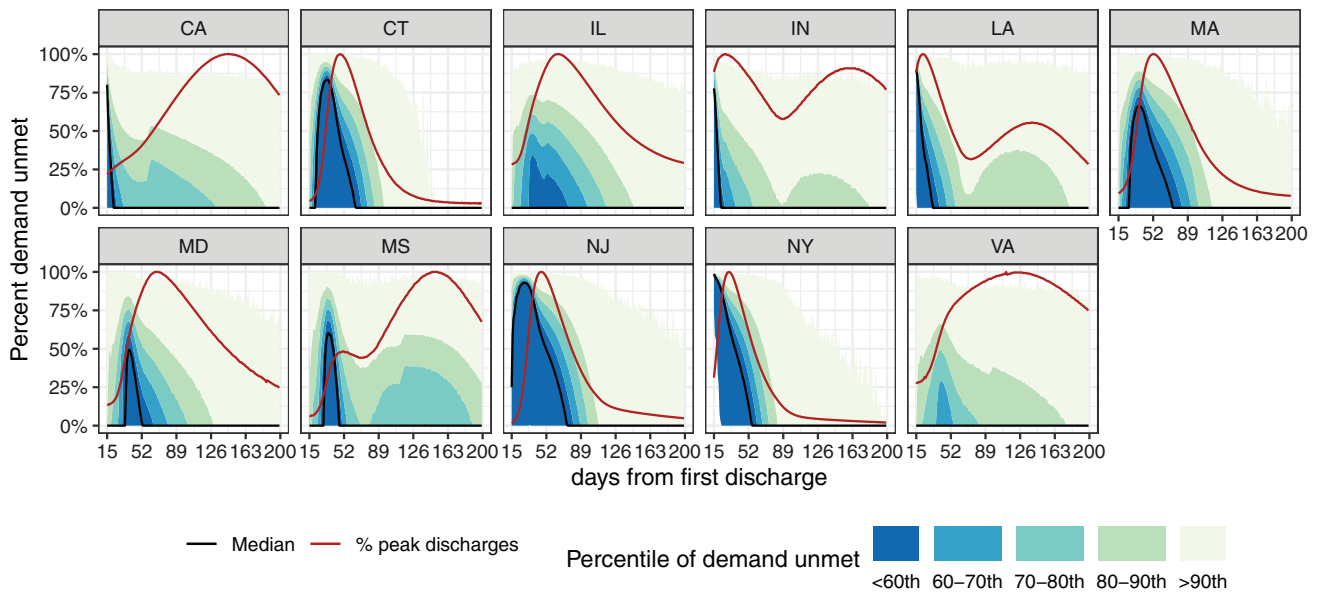 CA CT IL IN LA MA
100%
75%
50%
25%
0%
15 52 89 126 163 200
MD MS NJ NY VA
100%
75%
50%
25%
0%
15 52 89 126 163 200 15 52 89 126 163 200 15 52 89 126 163 200 15 52 89 126 163 200 15 52 89 126 163 200
Percent demand unmet
days from first discharge
Median % peak discharges
Percentile of demand unmet
<60th 60−70th 70−80th 80−90th >90th